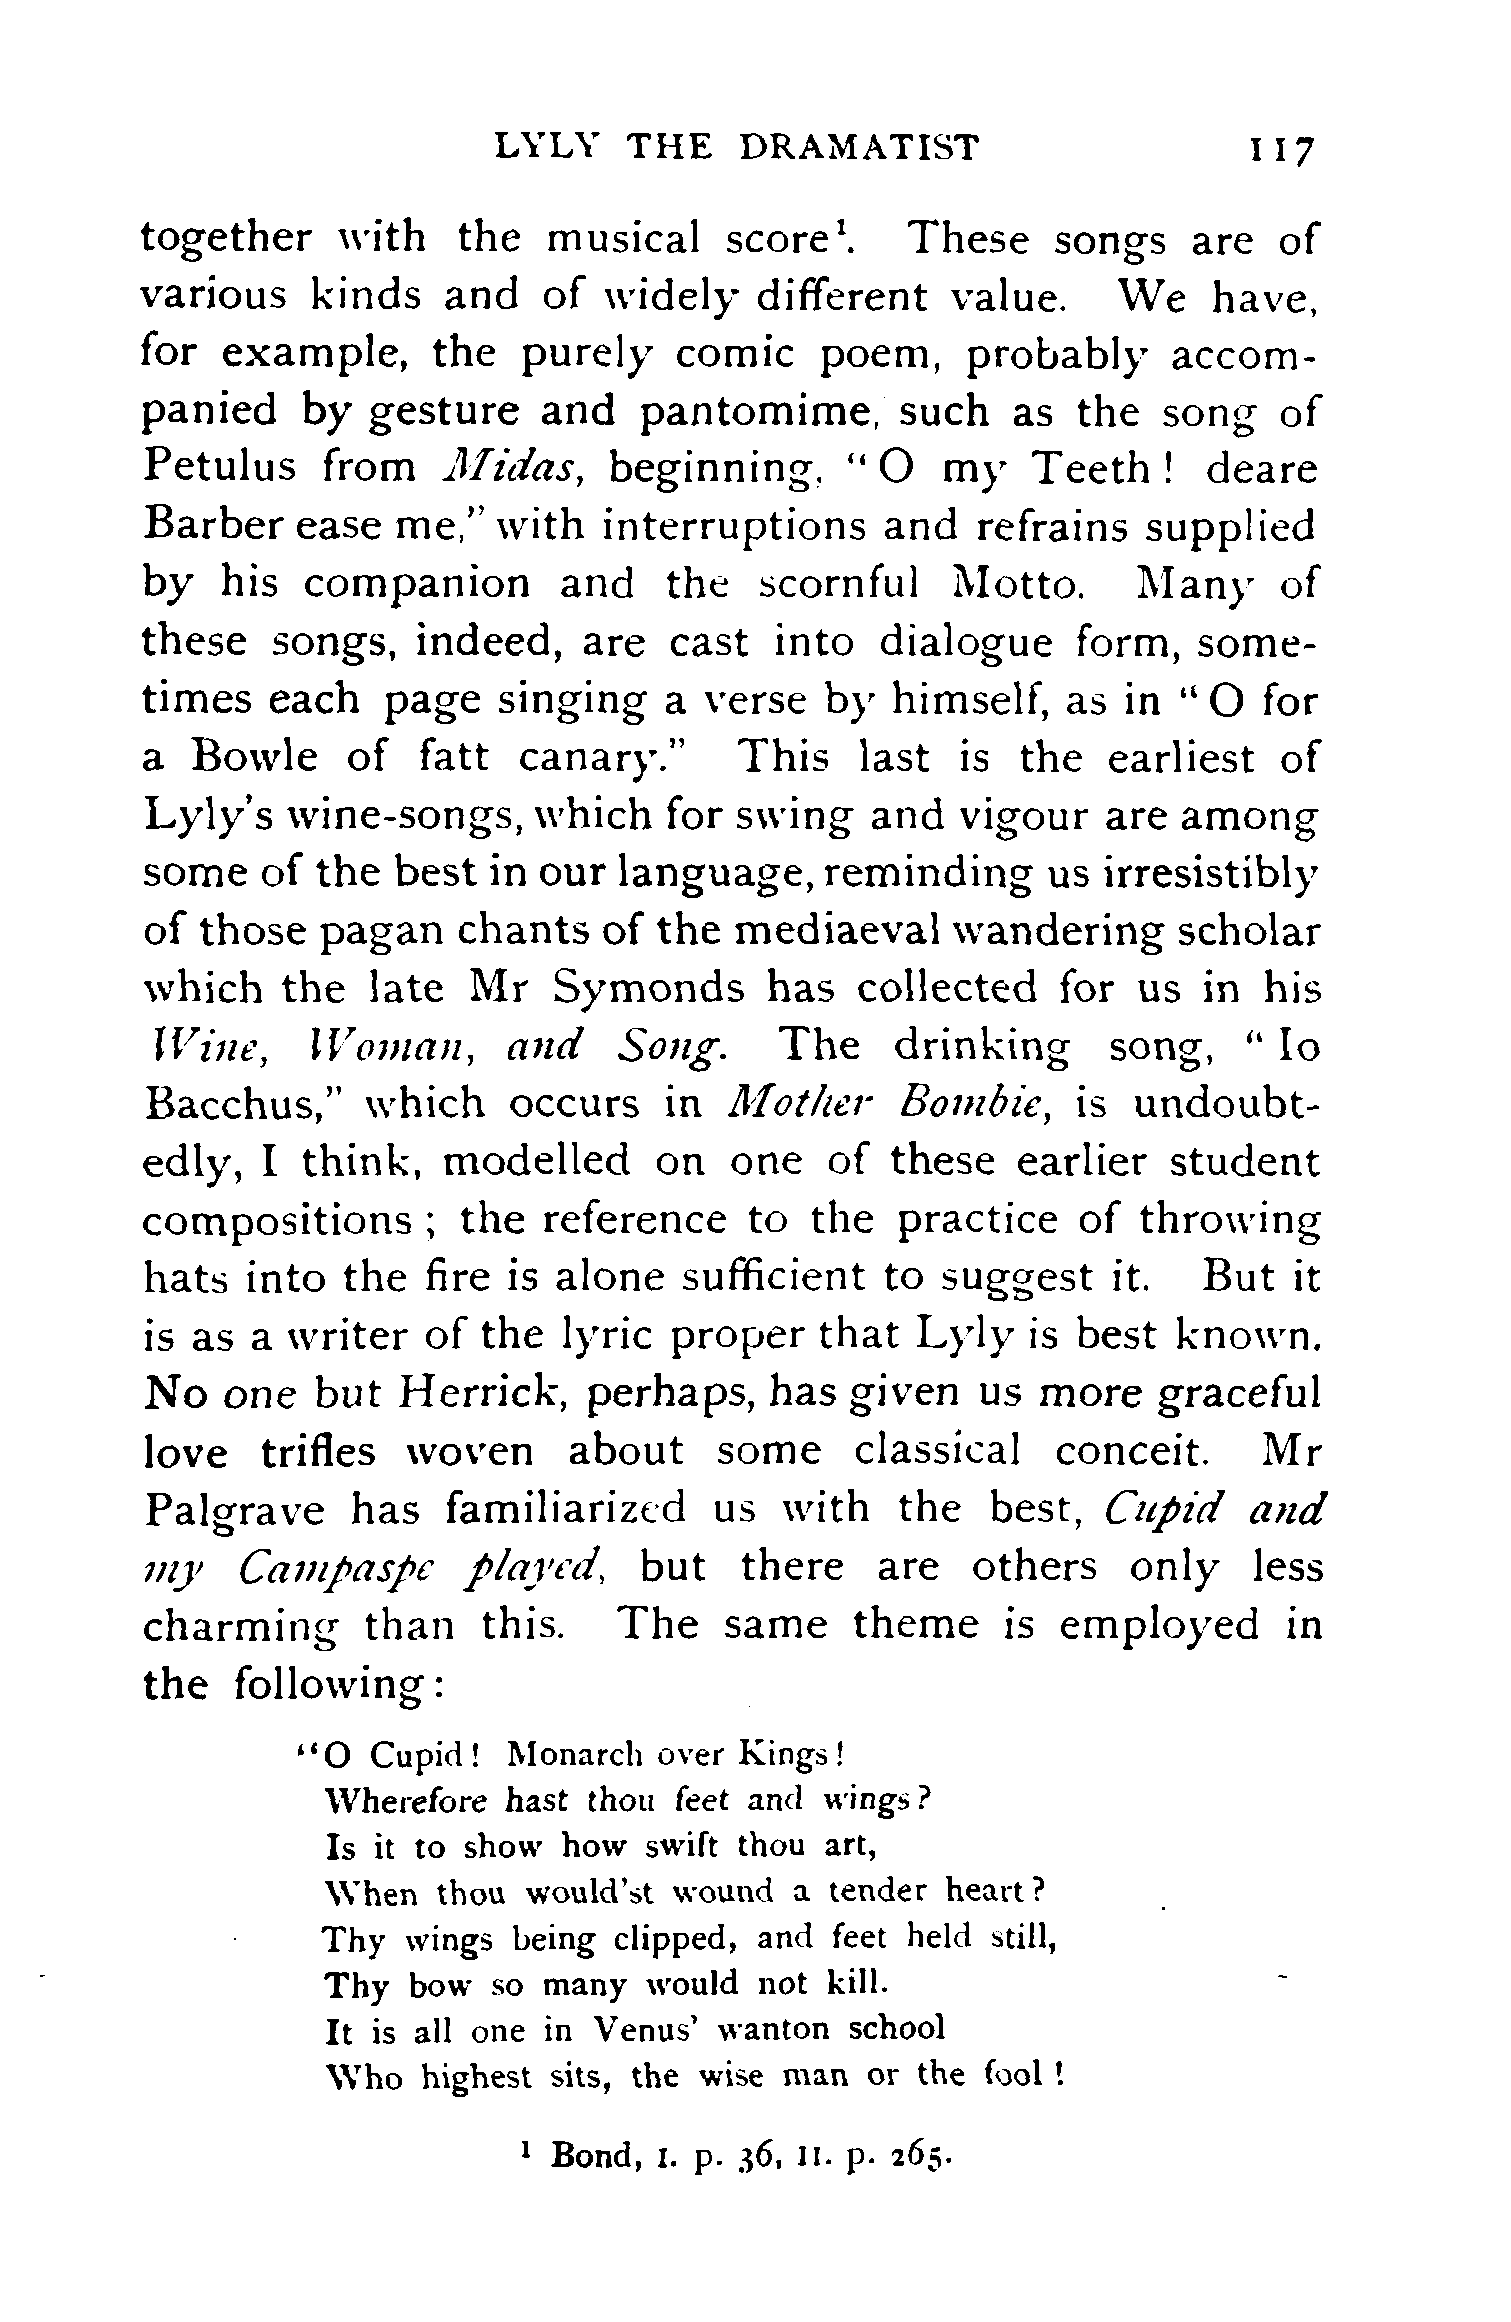 LYLY THE DRAMATIST 117
together with the musical score¹. These songs are of
various kinds and of widely different value. We have,
for example, the purely comic poem, probably accom-
panied by gesture and pantomime, such as the song of
Petulus from Midas, beginning, "O my Teeth! deare
Barber ease me," with interruptions and refrains supplied
by his companion and the scornful Motto. Many of
these songs, indeed, are cast into dialogue form, some-
times each page singing a verse by himself, as in "O for
a Bowle of fatt canary." This last is the earliest of
Lyly's wine-songs, which for swing and vigour are among
some of the best in our language, reminding us irresistibly
of those pagan chants of the mediaeval wandering scholar
which the late Mr Symonds has collected for us in his
Wine, Woman, and Song. The drinking song, "Io
Bacchus," which occurs in Mother Bombie, is undoubt-
edly, I think, modelled on one of these earlier student
compositions; the reference to the practice of throwing
hats into the fire is alone sufficient to suggest it. But it
is as a writer of the lyric proper that Lyly is best known.
No one but Herrick, perhaps, has given us more graceful
love trifles woven about some classical conceit. Mr
Palgrave has familiarized us with the best, Cupid and
my Campaspe played, but there are others only less
charming than this. The same theme is employed in
the following:
"O Cupid! Monarch over Kings!
Wherefore hast thou feet and wings?
Is it to show how swift thou art,
When thou would'st wound a tender heart?
Thy wings being clipped, and feet held still,
Thy bow so many would not kill.
It is all one in Venus' wanton school
Who highest sits, the wise man or the fool!
¹ Bond, I. p. 36, II. p. 265.